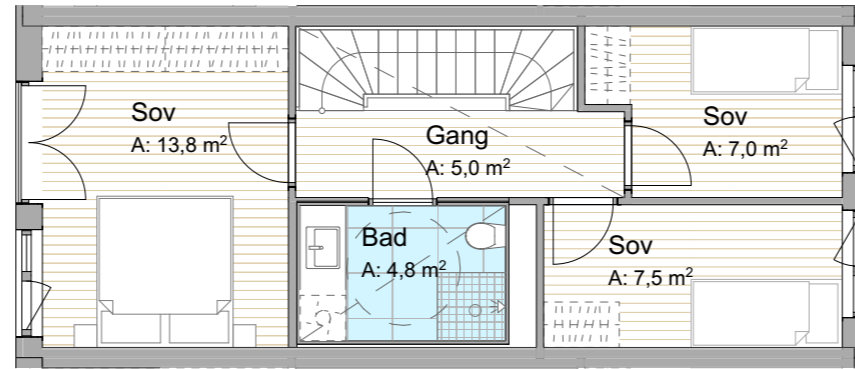 Sov
A: 13,8 m²
Gang
A: 5,0 m²
Sov
A: 7,0 m²
Bad
A: 4,8 m²
Sov
A: 7,5 m²